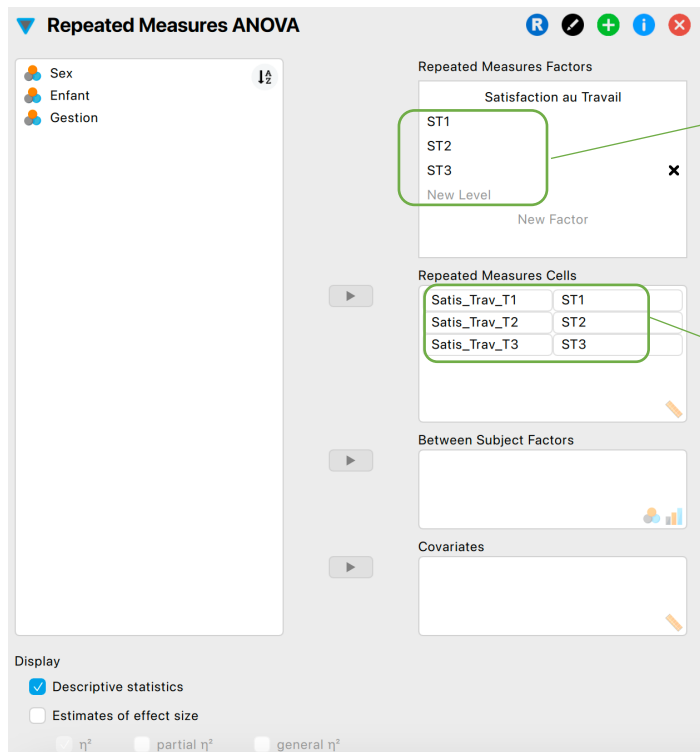 Repeated Measures ANOVA
R
i
Sex
Enfant
Gestion
A
Z
Repeated Measures Factors
Satisfaction au Travail
ST1
ST2
ST3
New Level
New Factor
Repeated Measures Cells
Satis_Trav_T1 ST1
Satis_Trav_T2 ST2
Satis_Trav_T3 ST3
Between Subject Factors
Covariates
Display
Descriptive statistics
Estimates of effect size
η² partial η² general η²